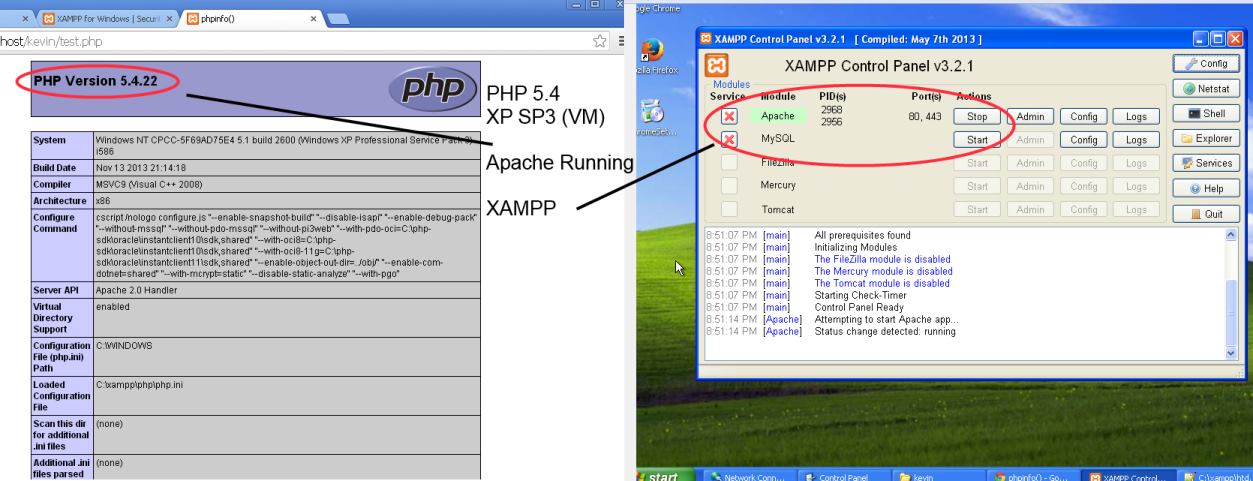 XAMPP for Windows | Securi
phpinfo()
host/kevin/test.php
PHP Version 5.4.22
php
System
Windows NT CPCC-5F69AD75E4 5.1 build 2600 (Windows XP Professional Service Pack 3)
i586
Build Date
Nov 13 2013 21:14:18
Compiler
MSVC9 (Visual C++ 2008)
Architecture
x86
Configure
Command
cscript /nologo configure.js "--enable-snapshot-build" "--disable-isapi" "--enable-debug-pack"
"--without-mssql" "--without-pdo-mssql" "--without-pi3web" "--with-pdo-oci=C:\php-
sdk\oracle\instantclient10\sdk,shared" "--with-oci8=C:\php-
sdk\oracle\instantclient10\sdk,shared" "--with-oci8-11g=C:\php-
sdk\oracle\instantclient11\sdk,shared" "--enable-object-out-dir=../obj/" "--enable-com-
dotnet=shared" "--with-mcrypt=static" "--disable-static-analyze" "--with-pgo"
Server API
Apache 2.0 Handler
Virtual
Directory
Support
enabled
Configuration
File (php.ini)
Path
C:\WINDOWS
Loaded
Configuration
File
C:\xampp\php\php.ini
Scan this dir
for additional
.ini files
(none)
Additional .ini
files parsed
(none)
PHP 5.4
XP SP3 (VM)
Apache Running
XAMPP
ogle Chrome
zilla Firefox
romeSet...
XAMPP Control Panel v3.2.1 [ Compiled: May 7th 2013 ]
XAMPP Control Panel v3.2.1
Modules
Service Module PID(s) Port(s) Actions
Apache 2968 2956 80, 443 Stop Admin Config Logs
MySQL Start Admin Config Logs
FileZilla Start Admin Config Logs
Mercury Start Admin Config Logs
Tomcat Start Admin Config Logs
Config
Netstat
Shell
Explorer
Services
Help
Quit
8:51:07 PM [main] All prerequisites found
8:51:07 PM [main] Initializing Modules
8:51:07 PM [main] The FileZilla module is disabled
8:51:07 PM [main] The Mercury module is disabled
8:51:07 PM [main] The Tomcat module is disabled
8:51:07 PM [main] Starting Check-Timer
8:51:07 PM [main] Control Panel Ready
8:51:14 PM [Apache] Attempting to start Apache app...
8:51:14 PM [Apache] Status change detected: running
start
Network Conn...
Control Panel
kevin
phpinfo() - Go...
XAMPP Control...
C:\xampp\htd